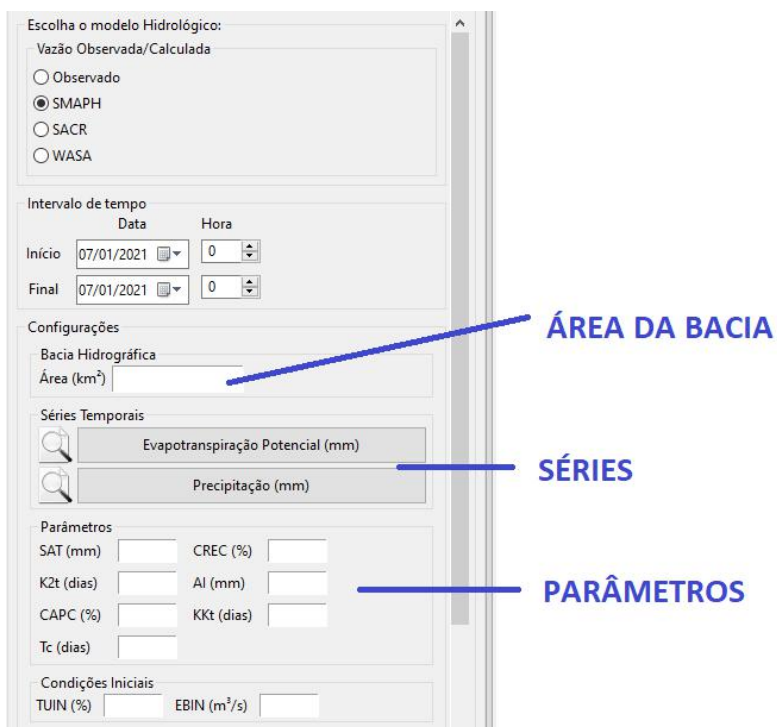 Escolha o modelo Hidrológico:
Vazão Observada/Calculada
Observado
SMAPH
SACR
WASA
Intervalo de tempo
Data Hora
Início 07/01/2021 0
Final 07/01/2021 0
Configurações
Bacia Hidrográfica
Área (km²)
ÁREA DA BACIA
Séries Temporais
Evapotranspiração Potencial (mm)
SÉRIES
Precipitação (mm)
Parâmetros
SAT (mm) CREC (%)
K2t (dias) AI (mm)
PARÂMETROS
CAPC (%) KKt (dias)
Tc (dias)
Condições Iniciais
TUIN (%) EBIN (m³/s)